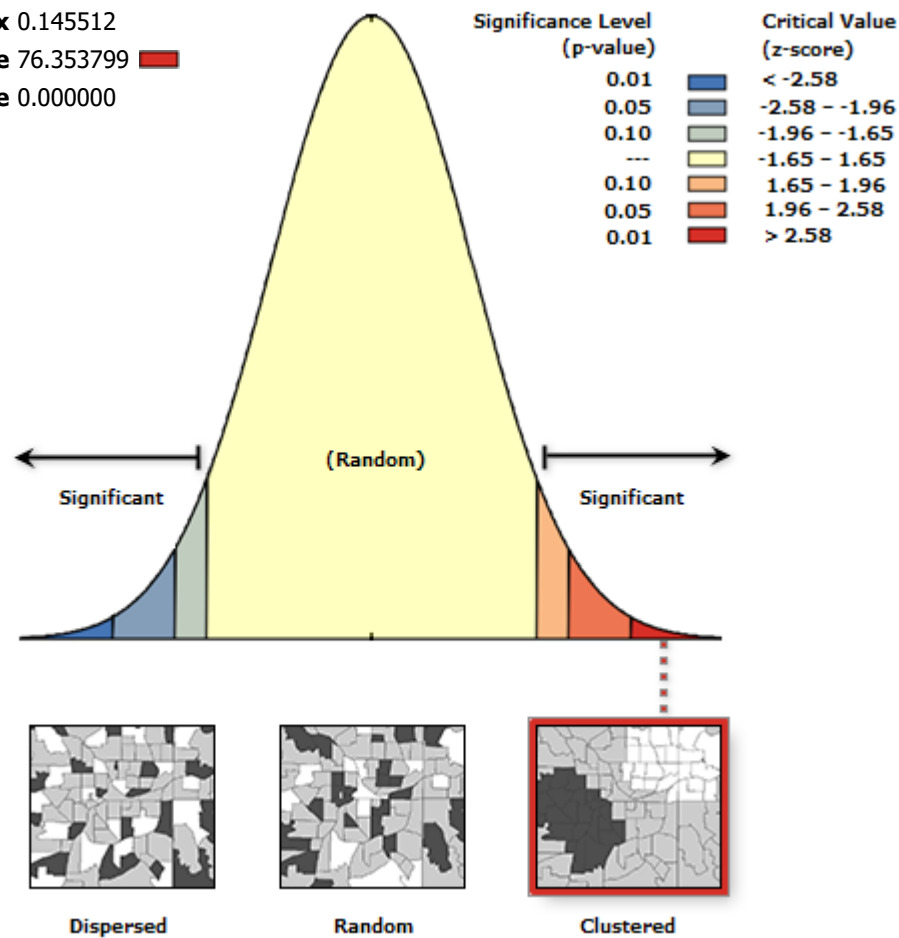 x 0.145512
e 76.353799
e 0.000000
Significance Level
(p-value)
Critical Value
(z-score)
0.01 < -2.58
0.05 -2.58 – -1.96
0.10 -1.96 – -1.65
--- -1.65 – 1.65
0.10 1.65 – 1.96
0.05 1.96 – 2.58
0.01 > 2.58
(Random)
Significant
Significant
Dispersed
Random
Clustered